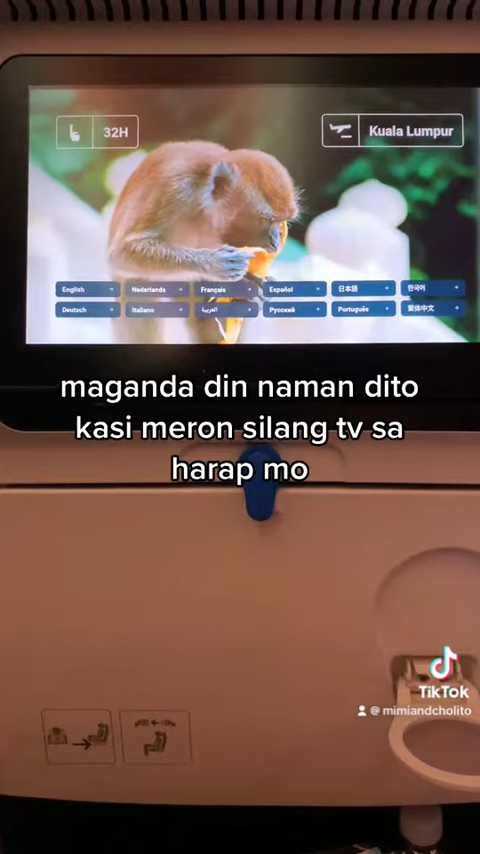 32H
Kuala Lumpur
English
Nederlands
Français
Español
日本語
한국어
Deutsch
Italiano
العربية
Русский
Português
繁体中文
maganda din naman dito
kasi meron silang tv sa
harap mo
TikTok
@ mimiandcholito